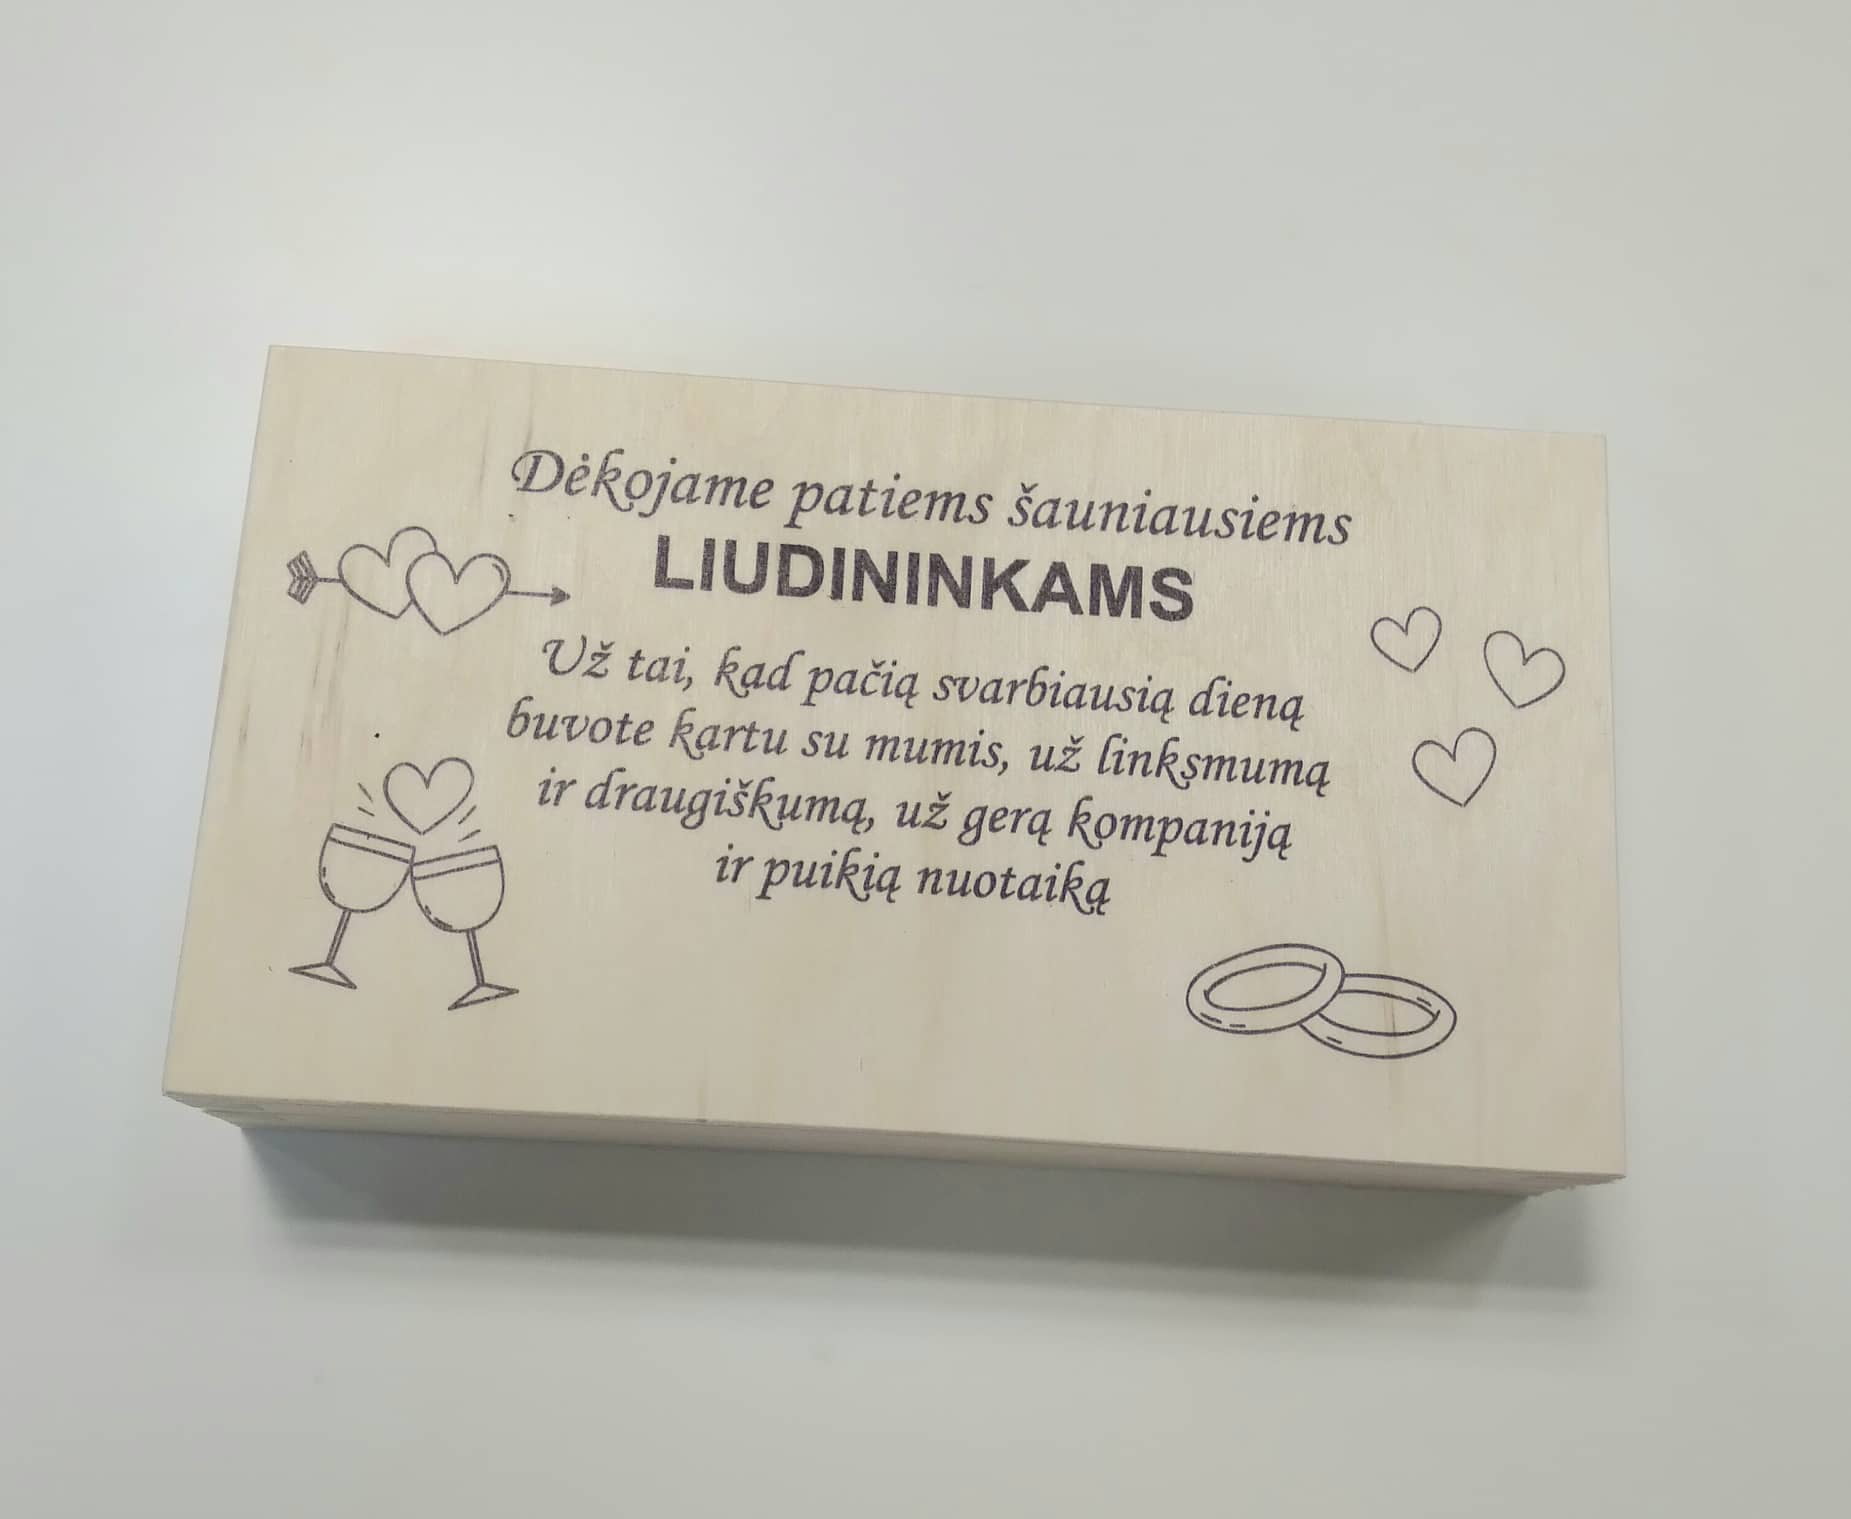 Dėkojame patiems šauniausiems
LIUDININKAMS
Už tai, kad pačią svarbiausią dieną
buvote kartu su mumis, už linksmumą
ir draugiškumą, už gerą kompaniją
ir puikią nuotaiką